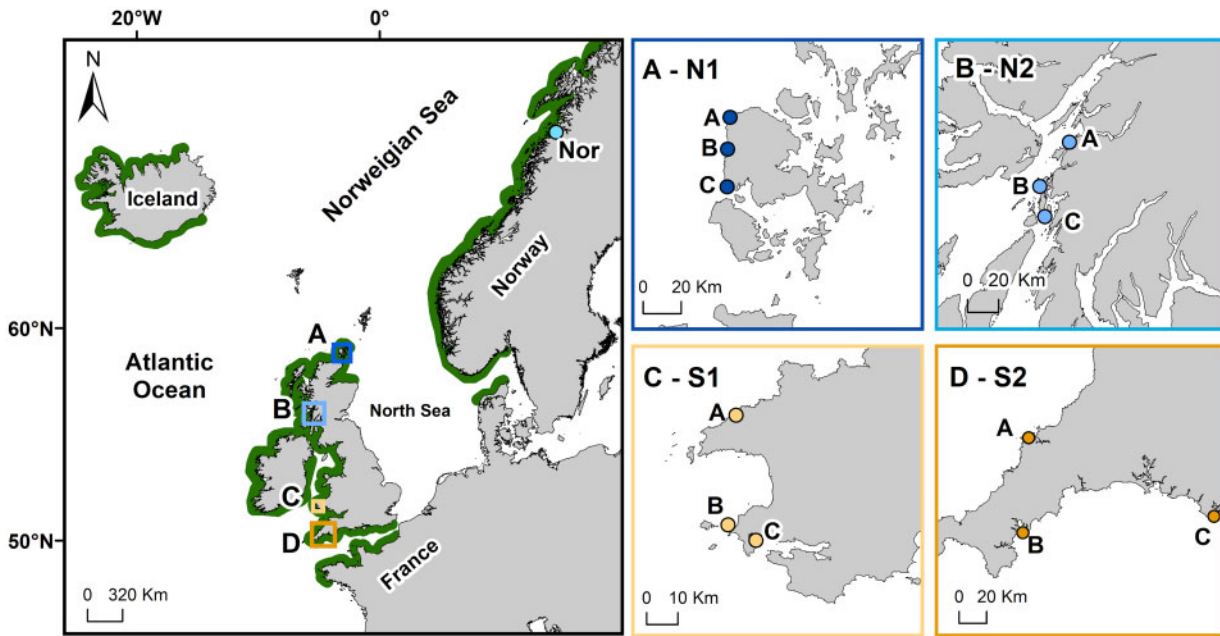 20°W
0°
N
Norweigian Sea
Nor
Iceland
Norway
60°N
A
Atlantic
Ocean
B
North Sea
C
D
50°N
France
0 320 Km
A - N1
A
B
C
0 20 Km
B - N2
A
B
C
0 20 Km
C - S1
A
B
C
0 10 Km
D - S2
A
B
C
0 20 Km